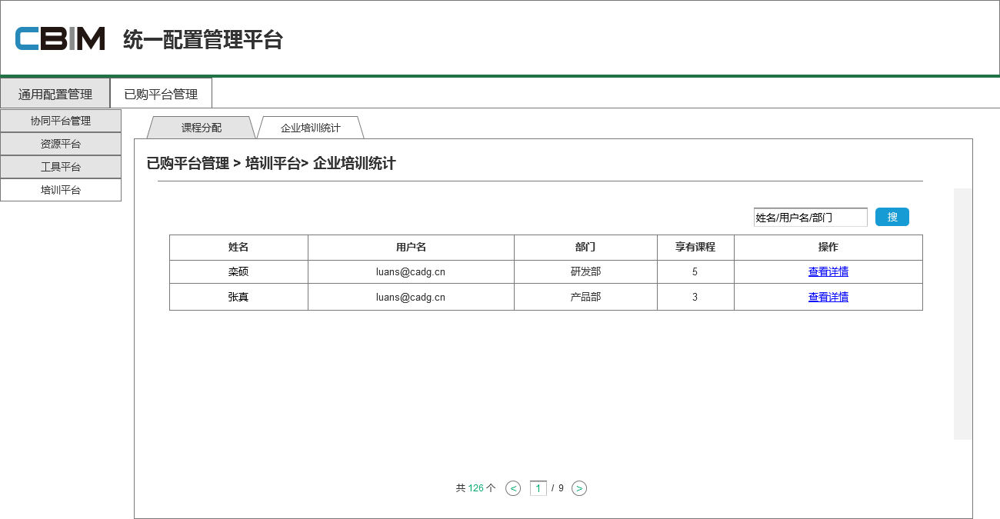 CBIM 统一配置管理平台
通用配置管理 已购平台管理
协同平台管理
资源平台
工具平台
培训平台
课程分配 企业培训统计
已购平台管理 > 培训平台> 企业培训统计
姓名/用户名/部门 搜
姓名 用户名 部门 享有课程 操作
栾硕 luans@cadg.cn 研发部 5 查看详情
张真 luans@cadg.cn 产品部 3 查看详情
共 126 个 < 1 / 9 >